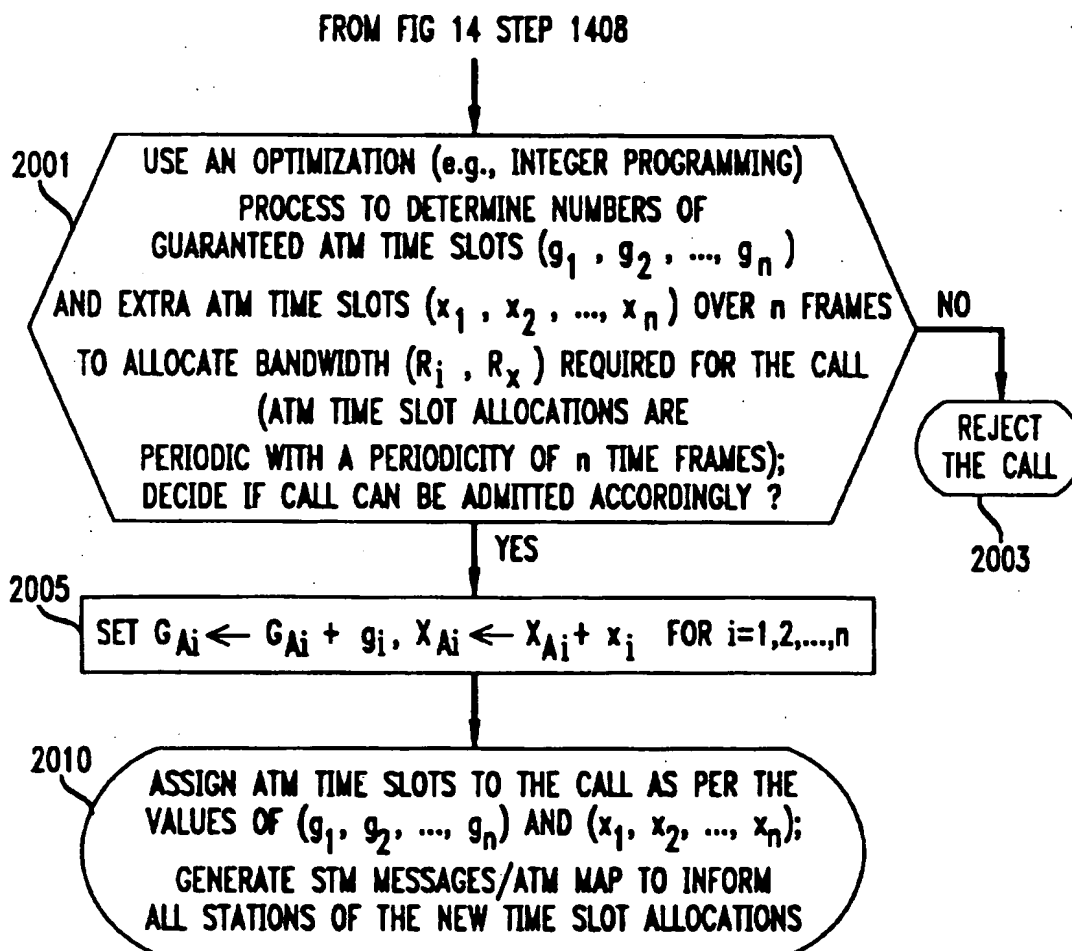 FROM FIG 14 STEP 1408
2001
USE AN OPTIMIZATION (e.g., INTEGER PROGRAMMING)
PROCESS TO DETERMINE NUMBERS OF
GUARANTEED ATM TIME SLOTS (g₁ , g₂ , ..., gₙ )
AND EXTRA ATM TIME SLOTS (x₁ , x₂ , ..., xₙ ) OVER n FRAMES
TO ALLOCATE BANDWIDTH (Rᵢ , Rₓ ) REQUIRED FOR THE CALL
(ATM TIME SLOT ALLOCATIONS ARE
PERIODIC WITH A PERIODICITY OF n TIME FRAMES);
DECIDE IF CALL CAN BE ADMITTED ACCORDINGLY ?
NO
REJECT
THE CALL
2003
YES
2005
SET G_Ai ← G_Ai + gᵢ, X_Ai ← X_Ai + xᵢ FOR i=1,2,...,n
2010
ASSIGN ATM TIME SLOTS TO THE CALL AS PER THE
VALUES OF (g₁, g₂, ..., gₙ) AND (x₁, x₂, ..., xₙ);
GENERATE STM MESSAGES/ATM MAP TO INFORM
ALL STATIONS OF THE NEW TIME SLOT ALLOCATIONS